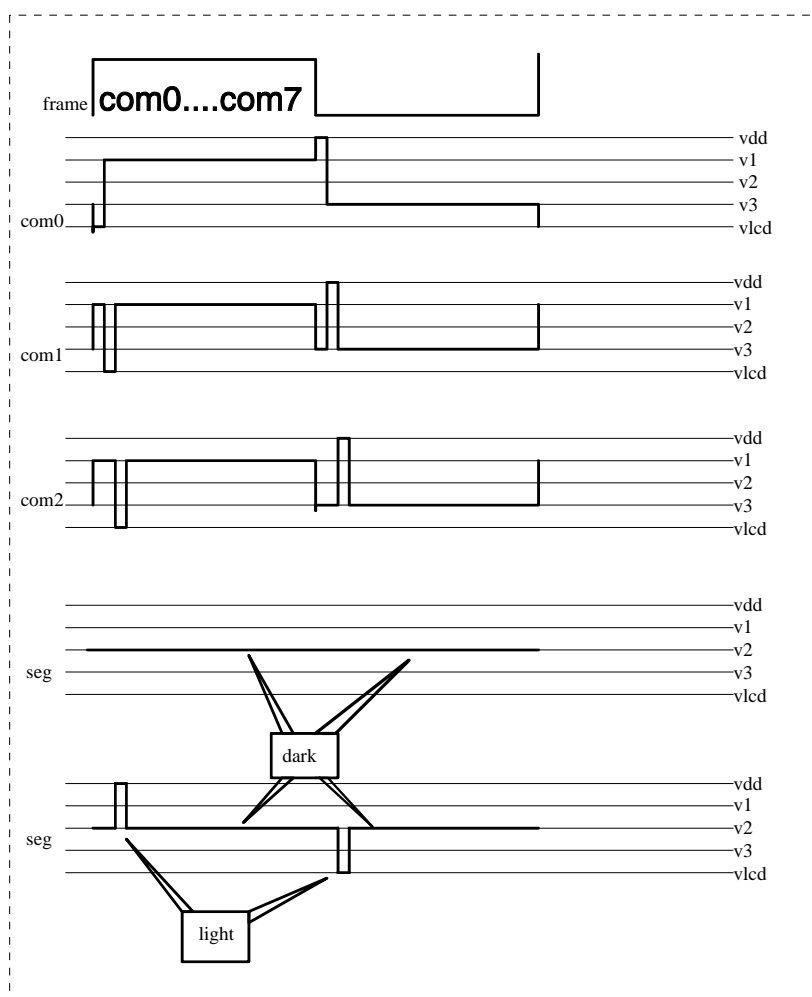 frame com0....com7
vdd
v1
v2
v3
com0
vlcd
vdd
v1
v2
v3
com1
vlcd
vdd
v1
v2
com2
v3
vlcd
vdd
v1
v2
seg
v3
vlcd
dark
vdd
v1
v2
seg
v3
vlcd
light